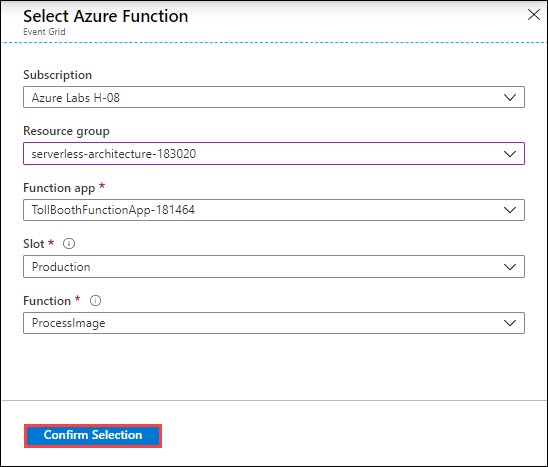 Select Azure Function
Event Grid
Subscription
Azure Labs H-08
Resource group
serverless-architecture-183020
Function app *
TollBoothFunctionApp-181464
Slot *
Production
Function *
ProcessImage
Confirm Selection